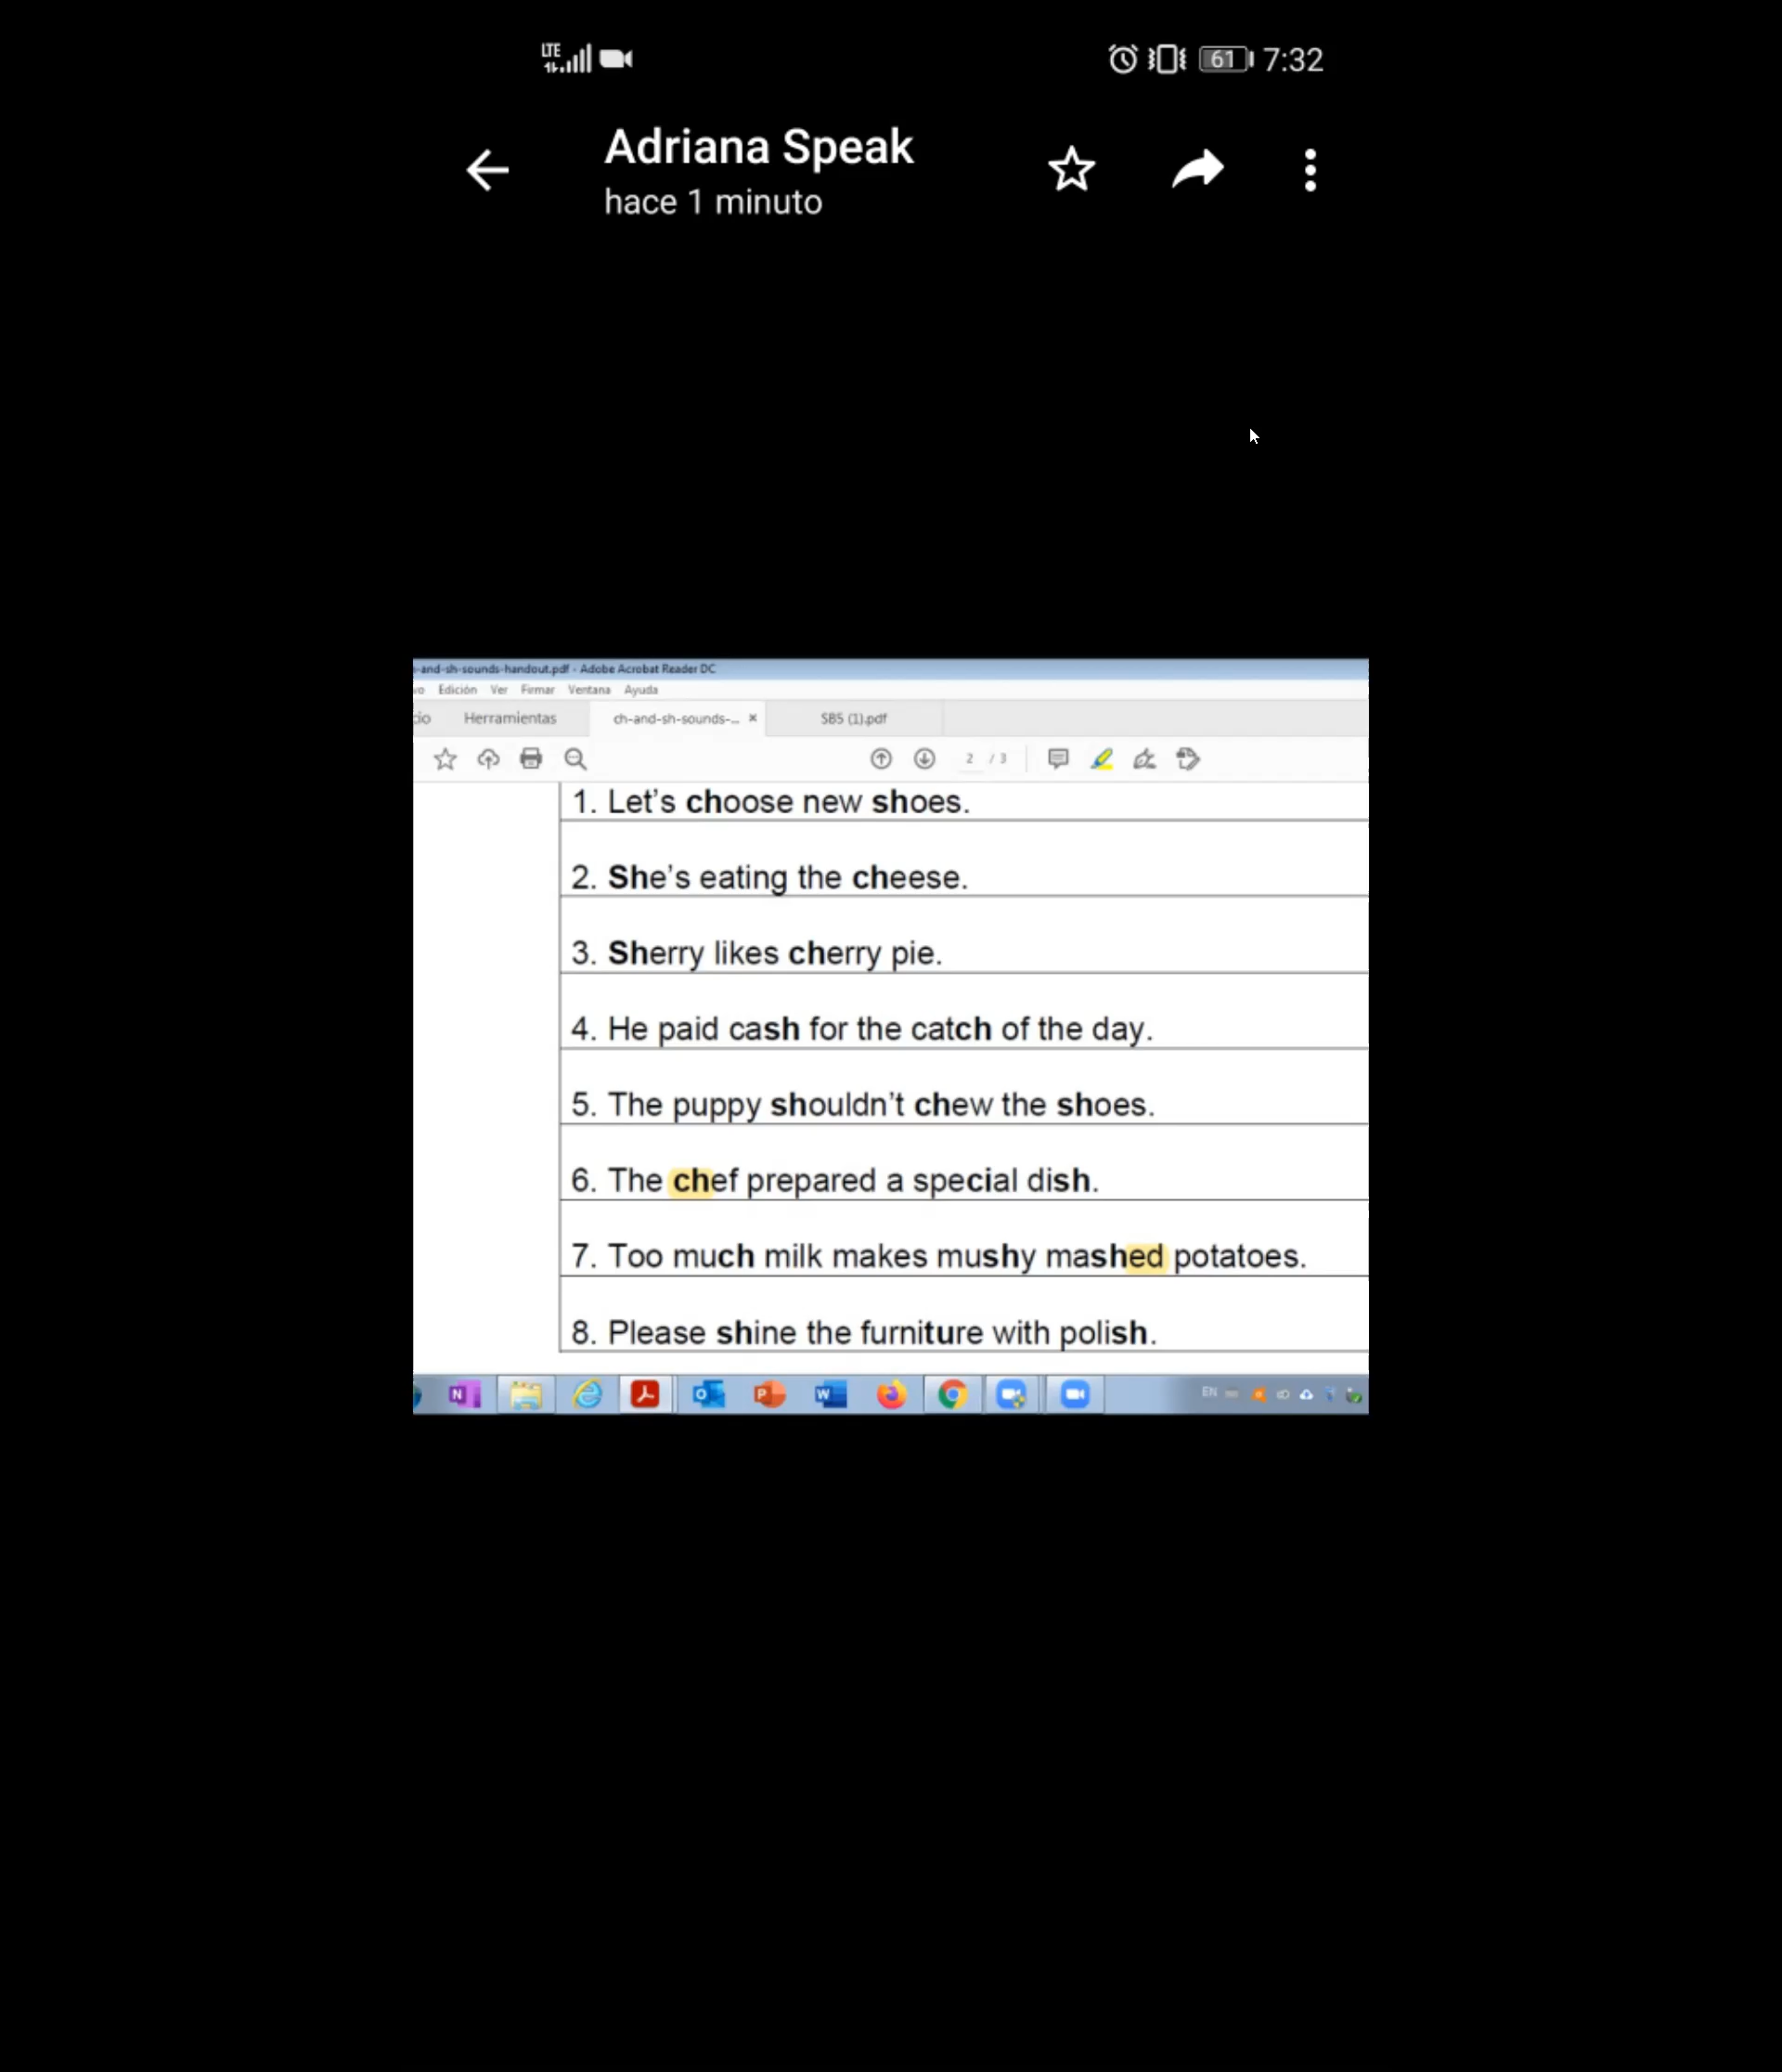 LTE 61 7:32
Adriana Speak
hace 1 minuto
-and-sh-sounds-handout.pdf - Adobe Acrobat Reader DC
vo Edición Ver Firmar Ventana Ayuda
cio Herramientas ch-and-sh-sounds-... × SB5 (1).pdf
2 / 3
1. Let's choose new shoes.
2. She's eating the cheese.
3. Sherry likes cherry pie.
4. He paid cash for the catch of the day.
5. The puppy shouldn't chew the shoes.
6. The chef prepared a special dish.
7. Too much milk makes mushy mashed potatoes.
8. Please shine the furniture with polish.
EN